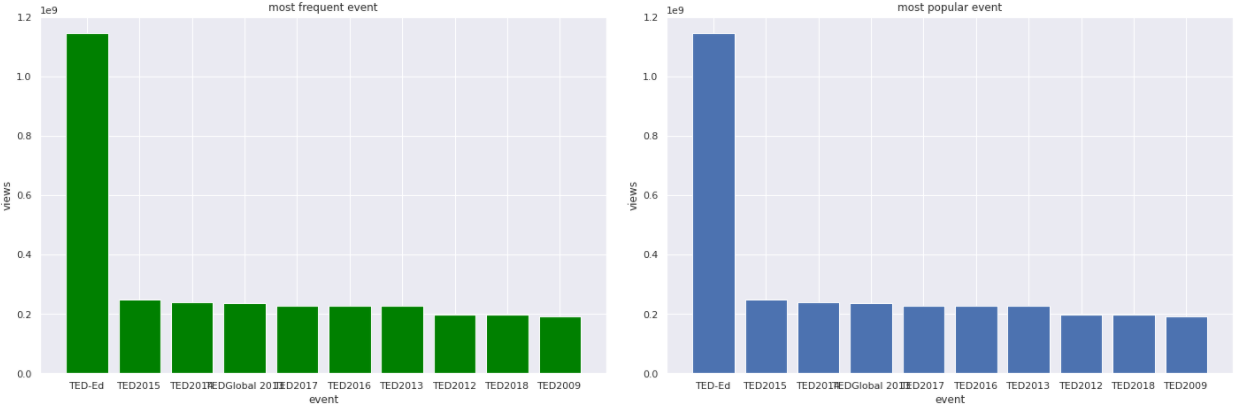 most frequent event
1e9
1.2
1.0
0.8
0.6
0.4
0.2
0.0
views
TED-Ed TED2015 TED2014 TEDGlobal 2013 TED2017 TED2016 TED2013 TED2012 TED2018 TED2009
event
most popular event
1e9
1.2
1.0
0.8
0.6
0.4
0.2
0.0
views
TED-Ed TED2015 TED2014 TEDGlobal 2013 TED2017 TED2016 TED2013 TED2012 TED2018 TED2009
event